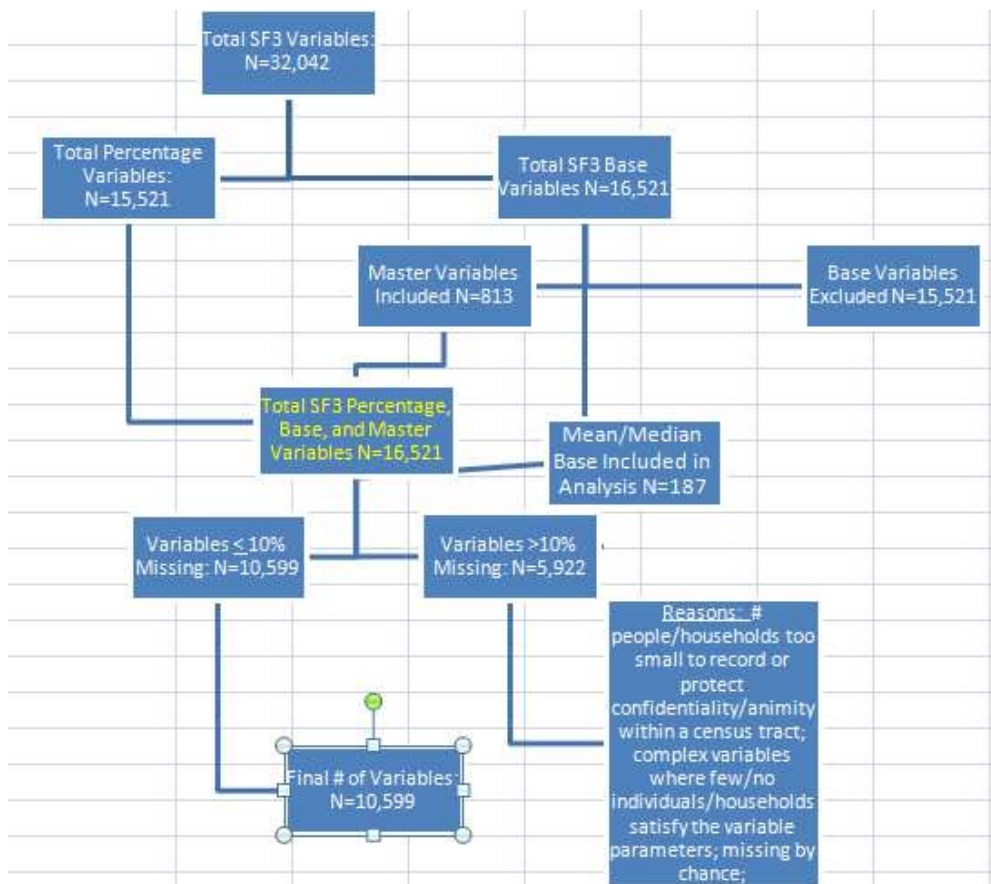 Total SF3 Variables:
N=32,042
Total Percentage
Variables:
N=15,521
Total SF3 Base
Variables N=16,521
Master Variables
Included N=813
Base Variables
Excluded N=15,521
Total SF3 Percentage,
Base, and Master
Variables N=16,521
Mean/Median
Base Included in
Analysis N=187
Variables ≤ 10%
Missing: N=10,599
Variables >10%
Missing: N=5,922
Reasons: #
people/households too
small to record or
protect
confidentiality/animity
within a census tract;
complex variables
where few/no
individuals/households
satisfy the variable
parameters; missing by
chance;
Final # of Variables:
N=10,599